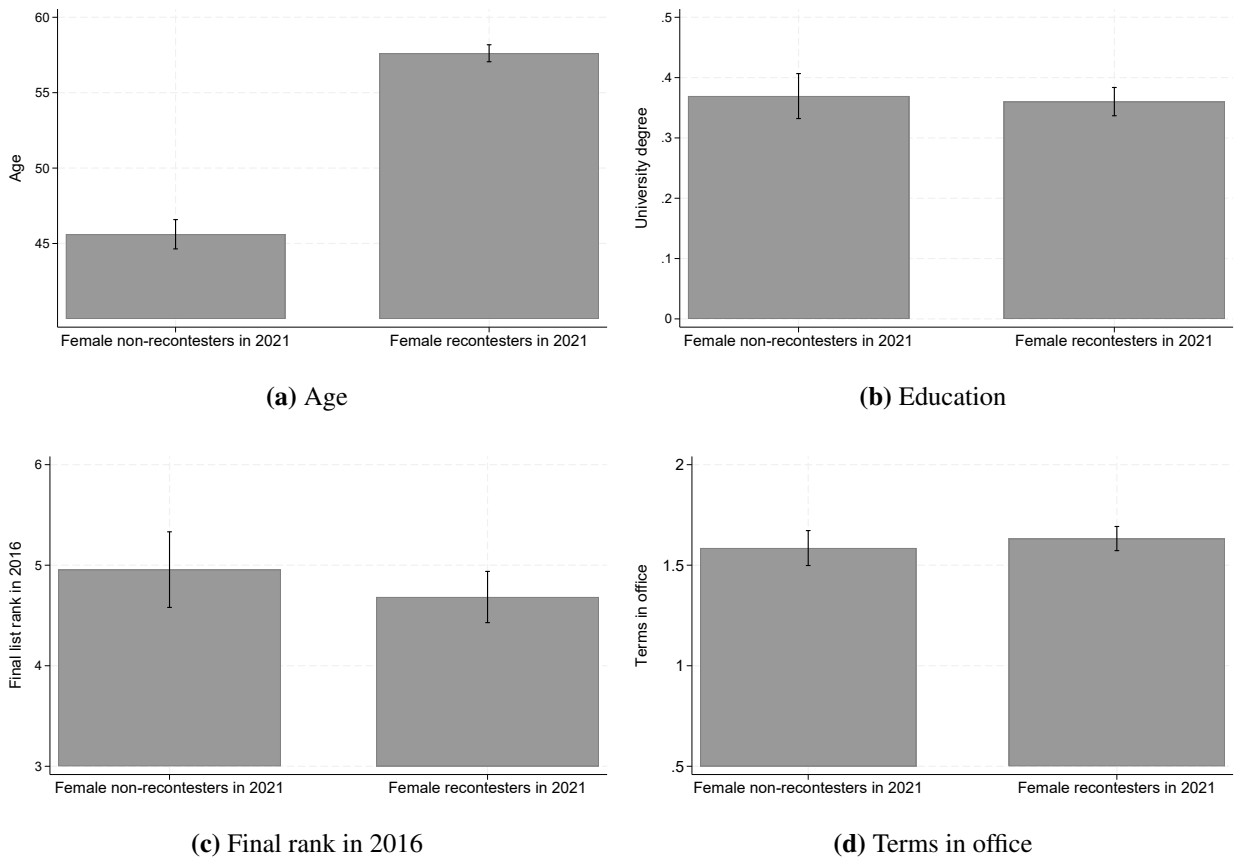 60
55
50
45
Age
Female non-recontesters in 2021
Female recontesters in 2021
(a) Age
.5
.4
.3
.2
.1
0
University degree
Female non-recontesters in 2021
Female recontesters in 2021
(b) Education
6
5
4
3
Final list rank in 2016
Female non-recontesters in 2021
Female recontesters in 2021
(c) Final rank in 2016
2
1.5
1
.5
Terms in office
Female non-recontesters in 2021
Female recontesters in 2021
(d) Terms in office